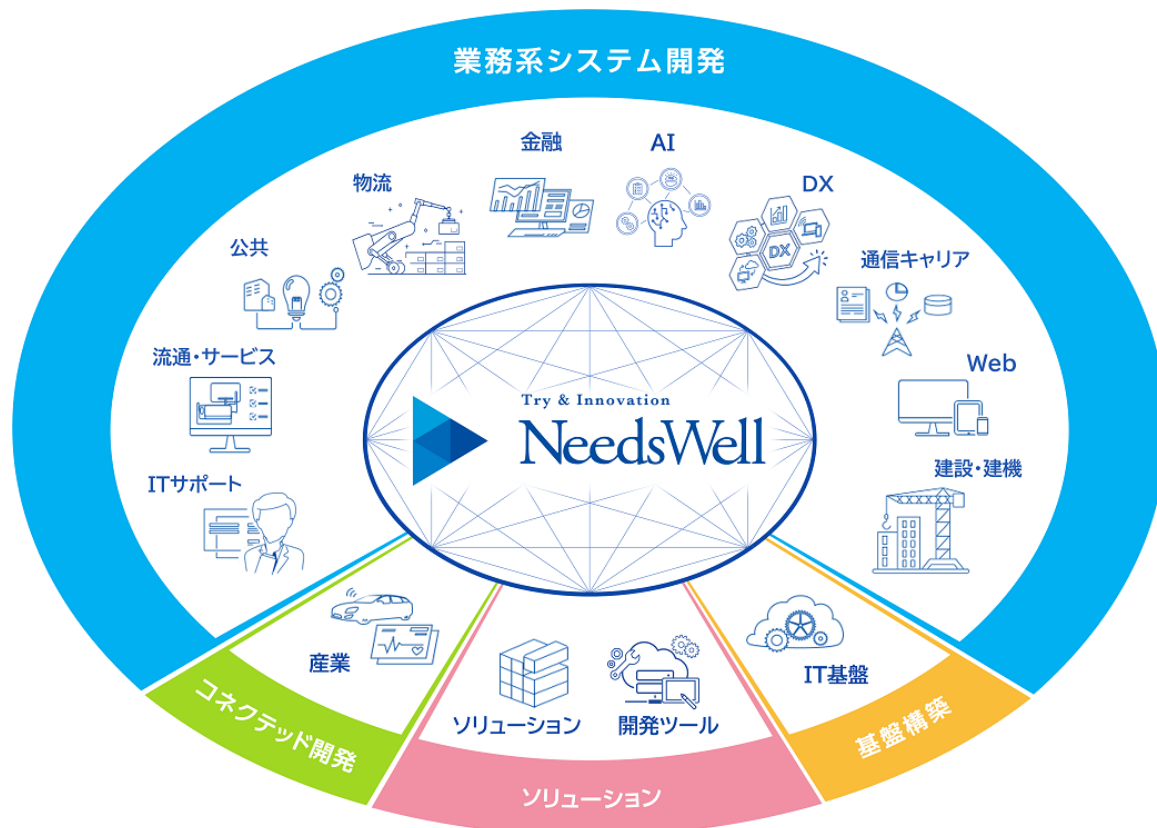 業務系システム開発
金融
AI
物流
DX
DX
公共
通信キャリア
流通・サービス
Web
Try & Innovation
NeedsWell
ITサポート
建設・建機
産業
ソリューション
開発ツール
IT基盤
コネクテッド開発
ソリューション
基盤構築